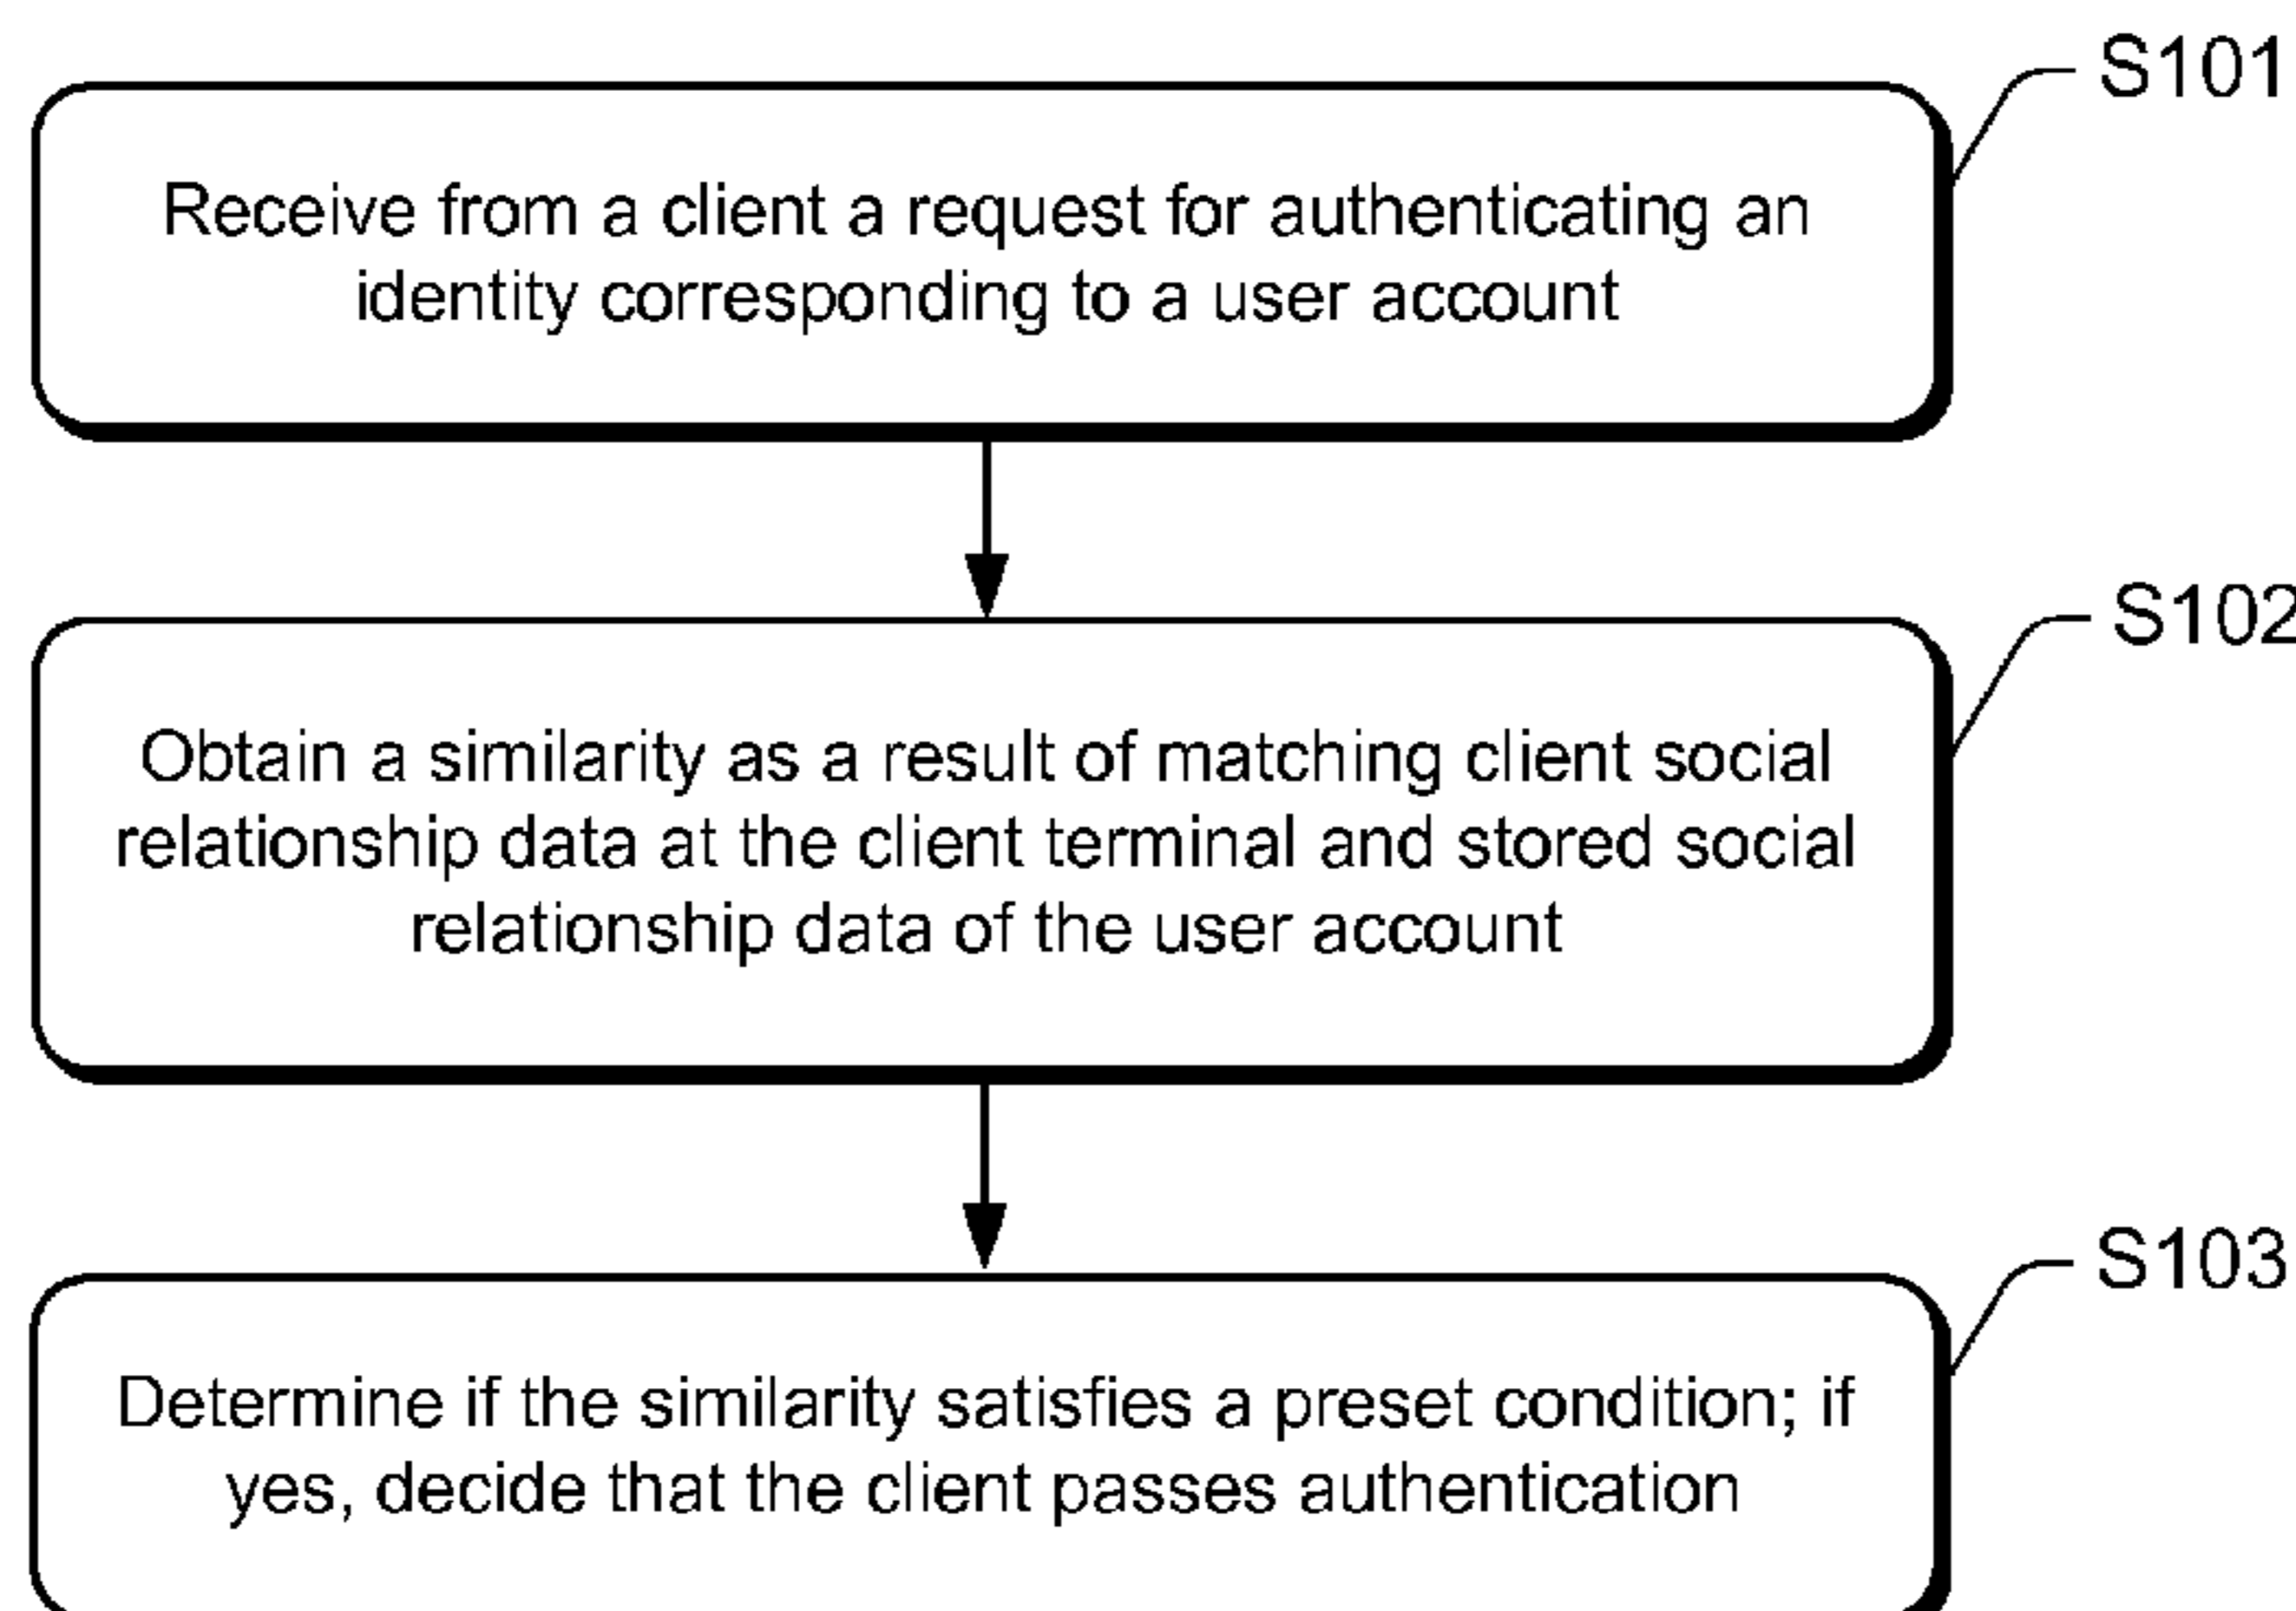 S101
Receive from a client a request for authenticating an
identity corresponding to a user account
S102
Obtain a similarity as a result of matching client social
relationship data at the client terminal and stored social
relationship data of the user account
S103
Determine if the similarity satisfies a preset condition; if
yes, decide that the client passes authentication